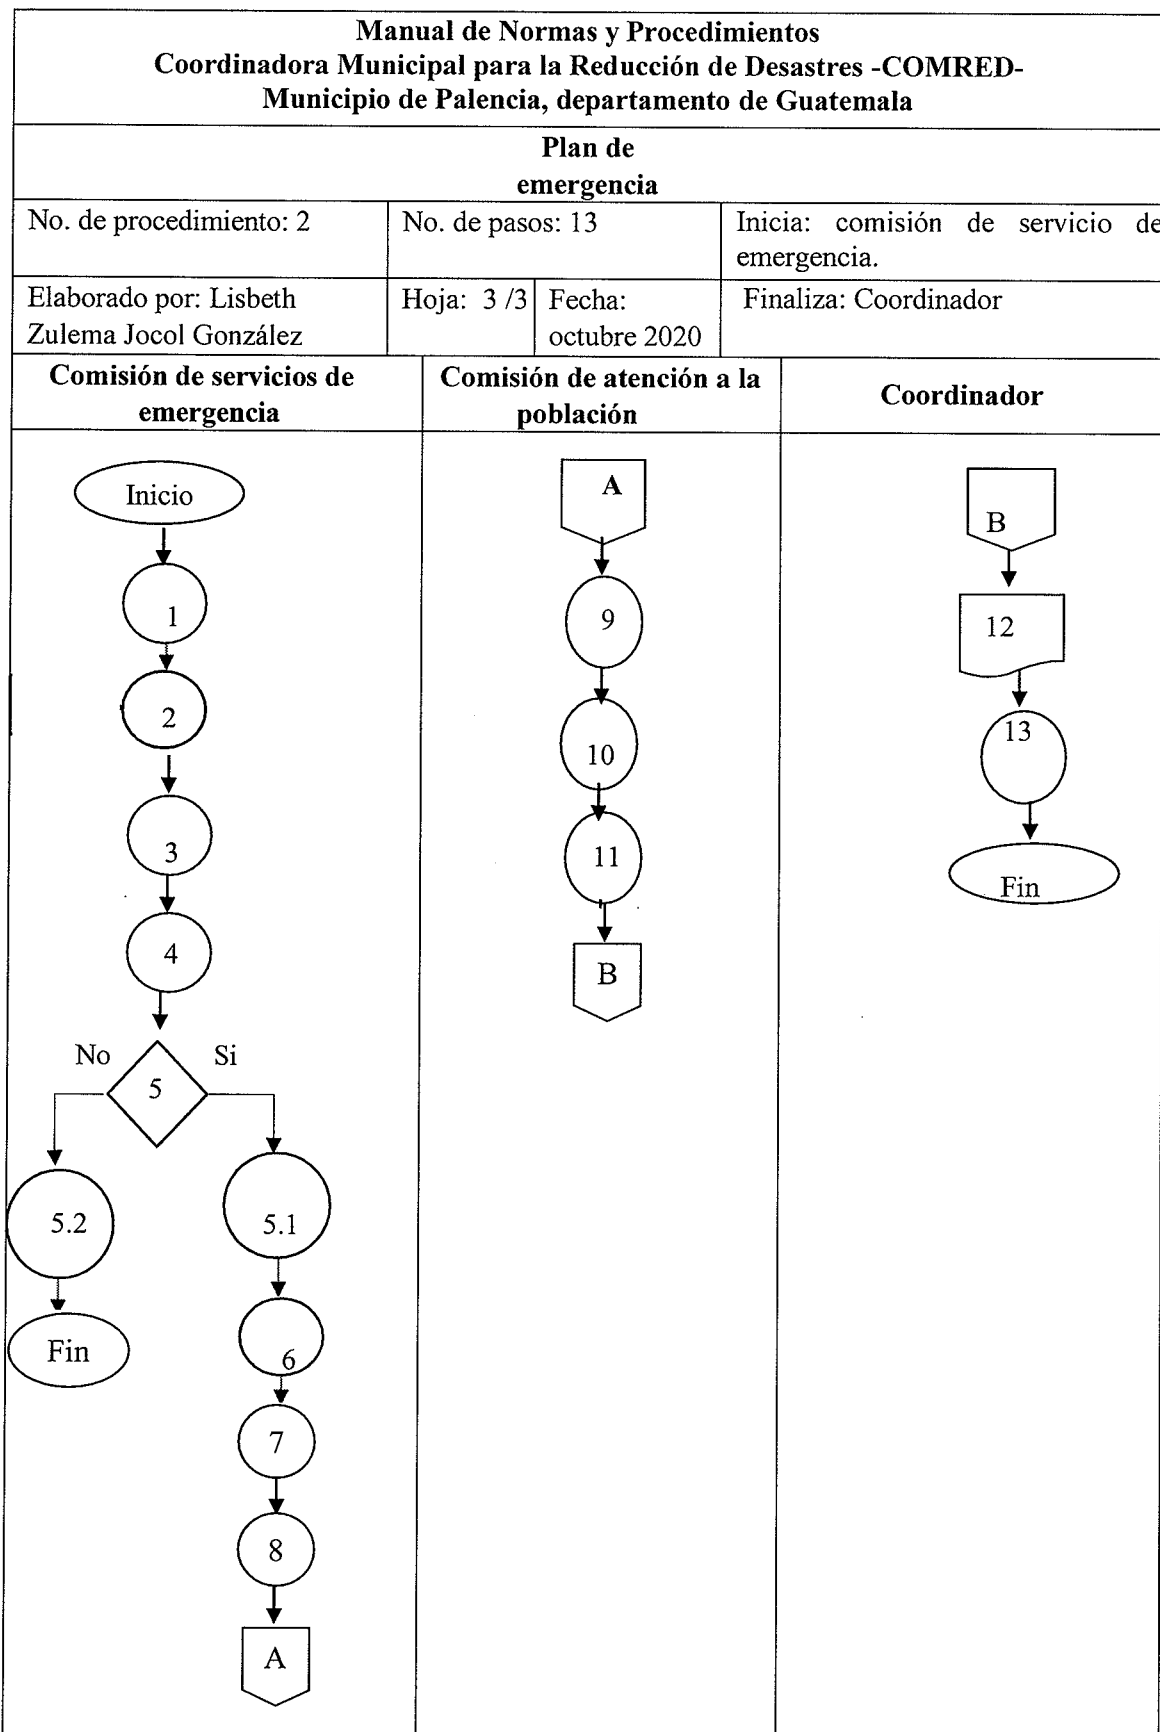 Manual de Normas y Procedimientos
Coordinadora Municipal para la Reducción de Desastres -COMRED-
Municipio de Palencia, departamento de Guatemala
Plan de
emergencia
No. de procedimiento: 2
No. de pasos: 13
Inicia: comisión de servicio de
emergencia.
Elaborado por: Lisbeth
Zulema Jocol González
Hoja: 3 /3
Fecha:
octubre 2020
Finaliza: Coordinador
Comisión de servicios de
emergencia
Comisión de atención a la
población
Coordinador
Inicio
1
2
3
4
No
Si
5
5.2
5.1
Fin
6
7
8
A
A
9
10
11
B
B
12
13
Fin